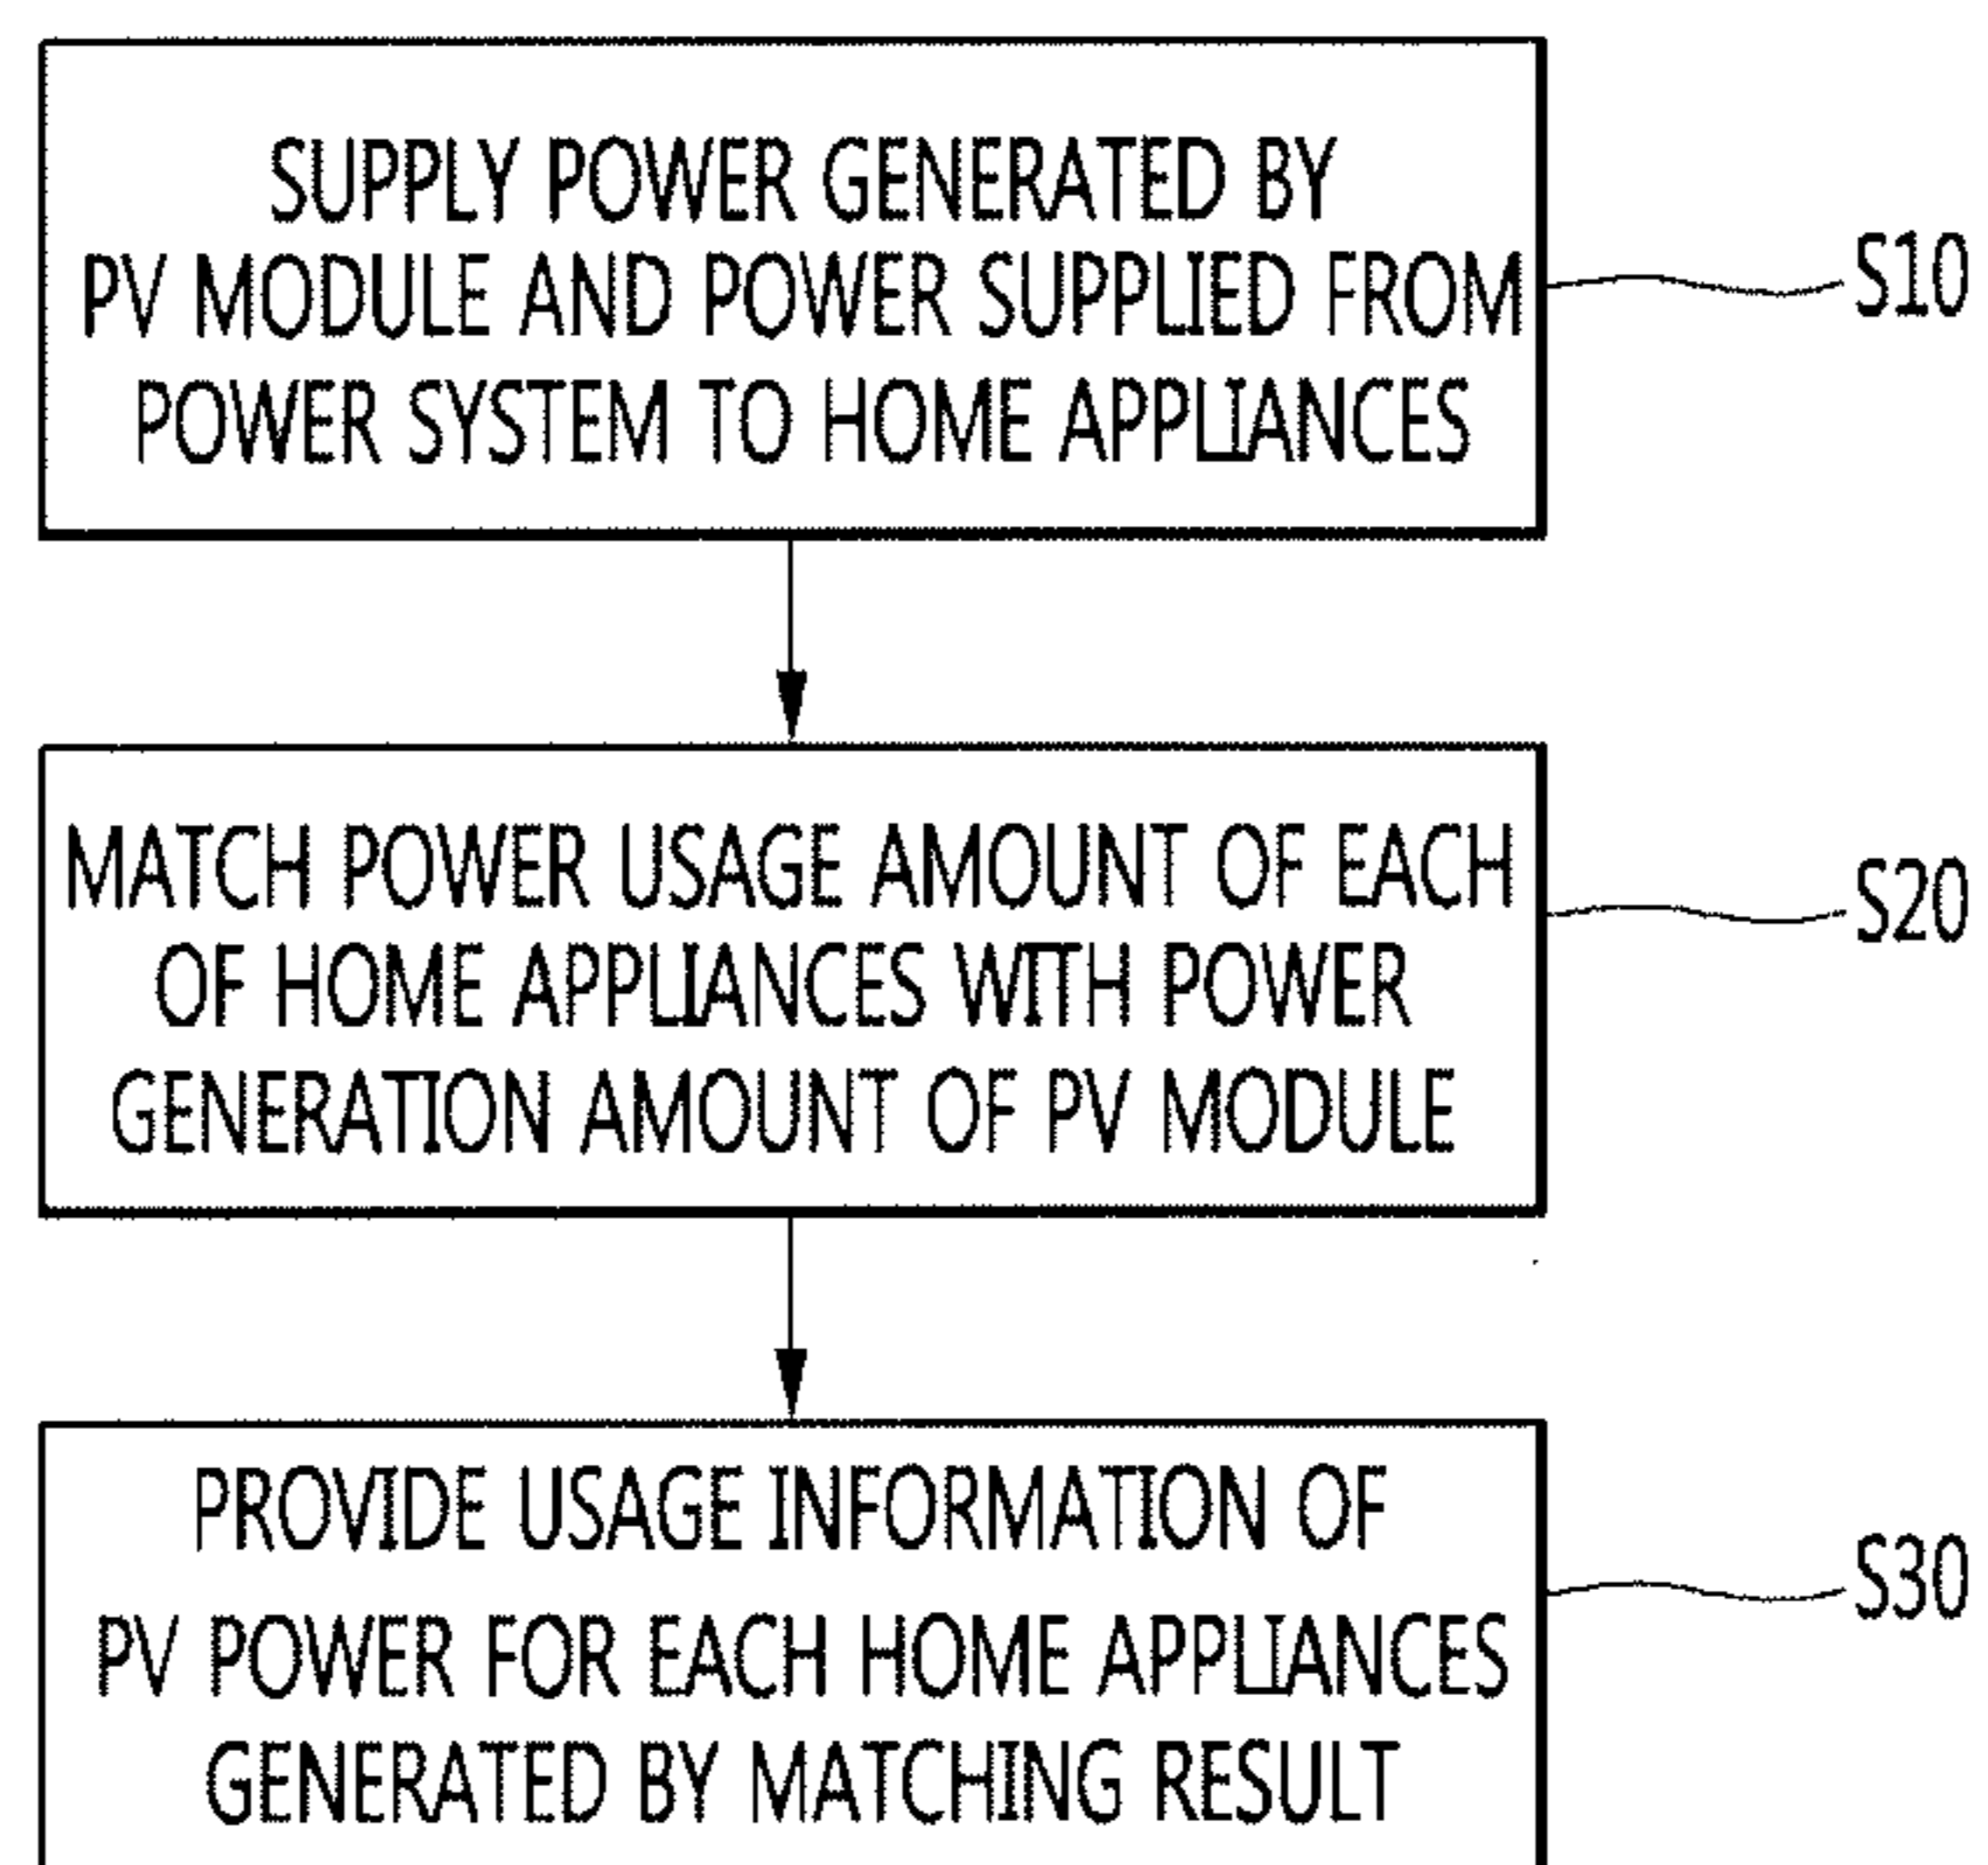 SUPPLY POWER GENERATED BY
PV MODULE AND POWER SUPPLIED FROM
POWER SYSTEM TO HOME APPLIANCES
S10
MATCH POWER USAGE AMOUNT OF EACH
OF HOME APPLIANCES WITH POWER
GENERATION AMOUNT OF PV MODULE
S20
PROVIDE USAGE INFORMATION OF
PV POWER FOR EACH HOME APPLIANCES
GENERATED BY MATCHING RESULT
S30